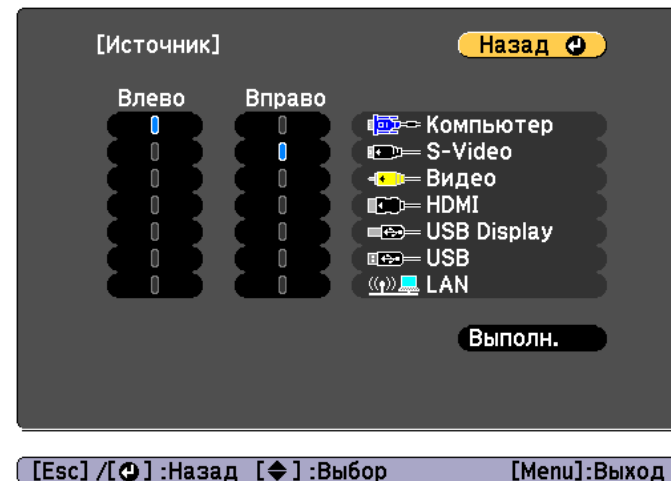 [Источник]
Назад
Влево Вправо
Компьютер
S-Video
Видео
HDMI
USB Display
USB
LAN
Выполн.
[Esc] /[ ] :Назад [ ] :Выбор [Menu]:Выход